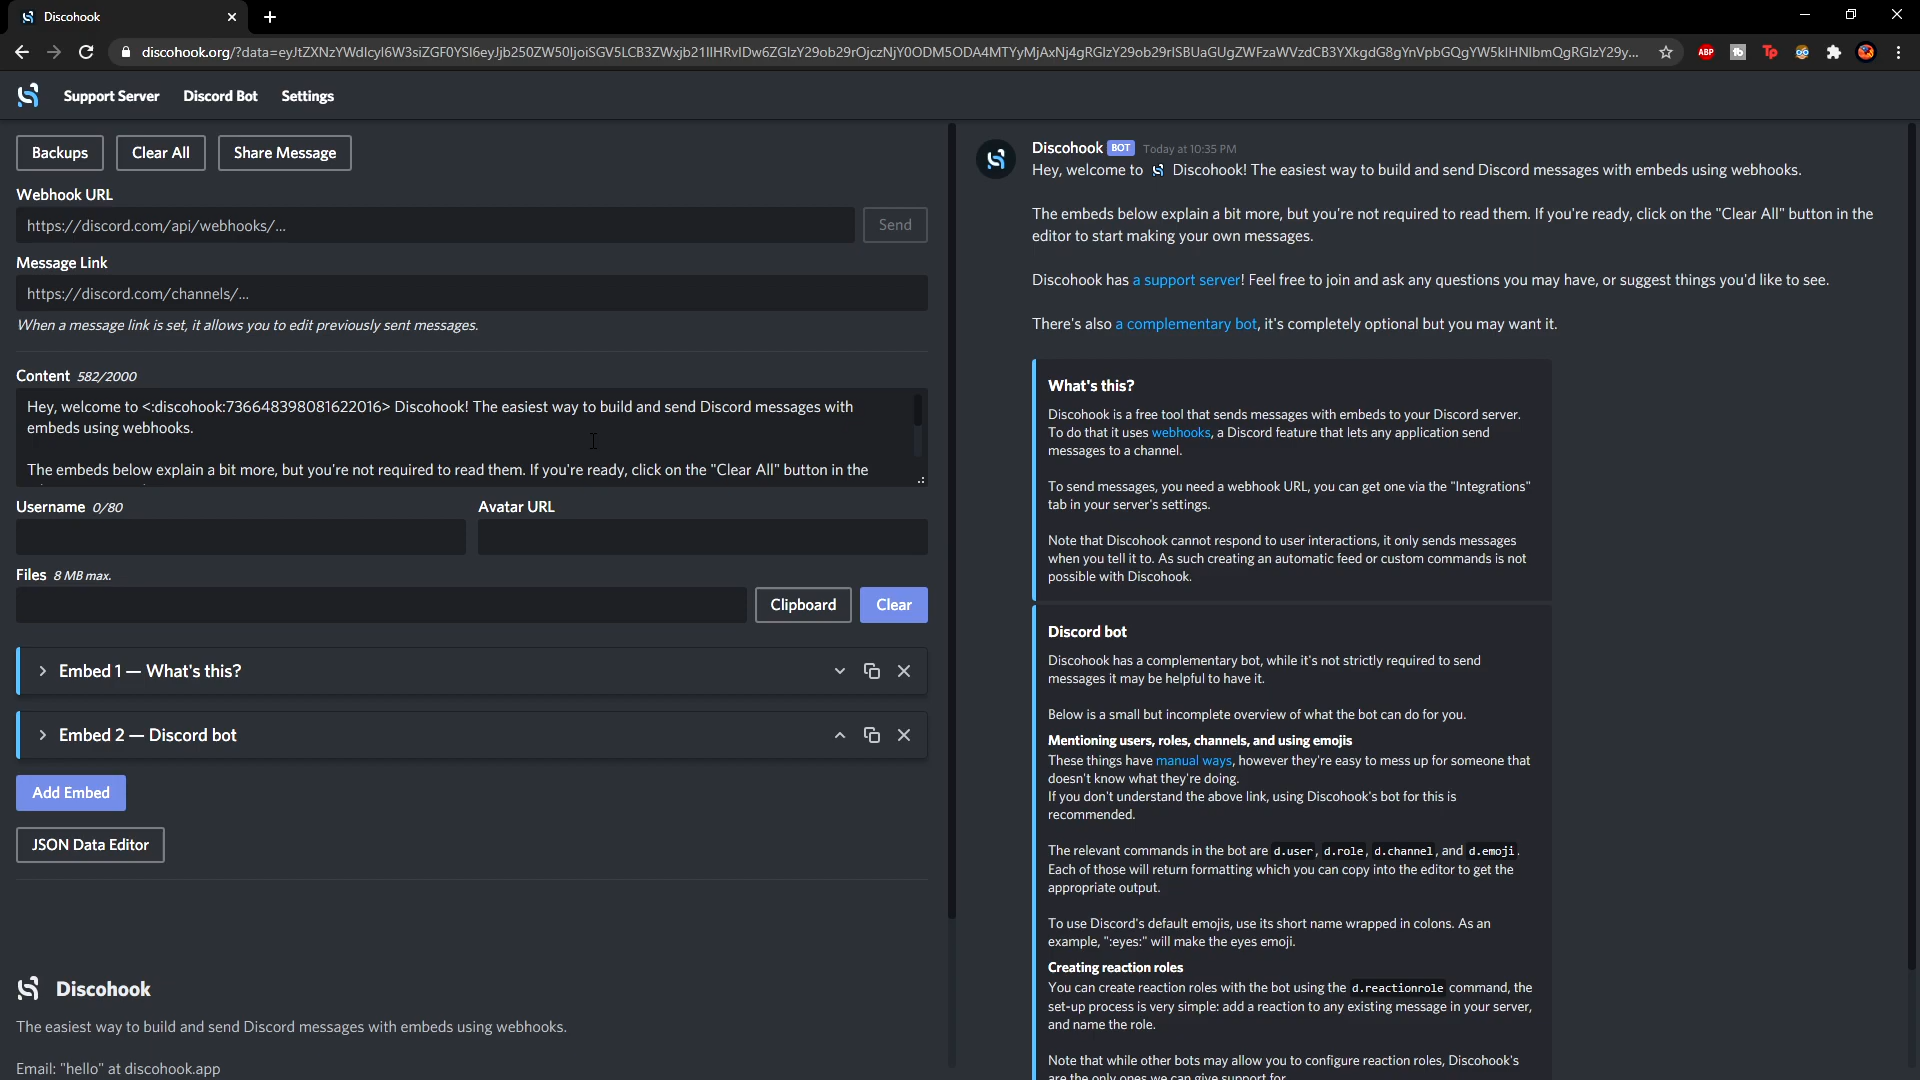 Discohook
discohook.org/?data=eyJtZXNzYWdlcyI6W3siZGF0YSI6eyJjb250ZW50IjoiSGV5LCB3ZWxjb21lIHRvIDw6ZGlzY29ob29rOjczNjY0ODM5ODA4MTYyMjAxNj4gRGlzY29ob29rISBUaGUgZWFzaWVzdCB3YXkgdG8gYnVpbGQgYW5kIHNlbmQgRGlzY29y...
ABP
Tp
Support Server Discord Bot Settings
Backups Clear All Share Message
Webhook URL
https://discord.com/api/webhooks/...
Send
Message Link
https://discord.com/channels/...
When a message link is set, it allows you to edit previously sent messages.
Content 582/2000
Hey, welcome to <:discohook:736648398081622016> Discohook! The easiest way to build and send Discord messages with
embeds using webhooks.
The embeds below explain a bit more, but you're not required to read them. If you're ready, click on the "Clear All" button in the
Username 0/80 Avatar URL
Files 8 MB max.
Clipboard Clear
Embed 1 — What's this?
Embed 2 — Discord bot
Add Embed
JSON Data Editor
Discohook
The easiest way to build and send Discord messages with embeds using webhooks.
Email: "hello" at discohook.app
Discohook BOT Today at 10:35 PM
Hey, welcome to Discohook! The easiest way to build and send Discord messages with embeds using webhooks.
The embeds below explain a bit more, but you're not required to read them. If you're ready, click on the "Clear All" button in the
editor to start making your own messages.
Discohook has a support server! Feel free to join and ask any questions you may have, or suggest things you'd like to see.
There's also a complementary bot, it's completely optional but you may want it.
What's this?
Discohook is a free tool that sends messages with embeds to your Discord server.
To do that it uses webhooks, a Discord feature that lets any application send
messages to a channel.
To send messages, you need a webhook URL, you can get one via the "Integrations"
tab in your server's settings.
Note that Discohook cannot respond to user interactions, it only sends messages
when you tell it to. As such creating an automatic feed or custom commands is not
possible with Discohook.
Discord bot
Discohook has a complementary bot, while it's not strictly required to send
messages it may be helpful to have it.
Below is a small but incomplete overview of what the bot can do for you.
Mentioning users, roles, channels, and using emojis
These things have manual ways, however they're easy to mess up for someone that
doesn't know what they're doing.
If you don't understand the above link, using Discohook's bot for this is
recommended.
The relevant commands in the bot are d.user, d.role, d.channel, and d.emoji.
Each of those will return formatting which you can copy into the editor to get the
appropriate output.
To use Discord's default emojis, use its short name wrapped in colons. As an
example, ":eyes:" will make the eyes emoji.
Creating reaction roles
You can create reaction roles with the bot using the d.reactionrole command, the
set-up process is very simple: add a reaction to any existing message in your server,
and name the role.
Note that while other bots may allow you to configure reaction roles, Discohook's
are the only ones we can give support for.